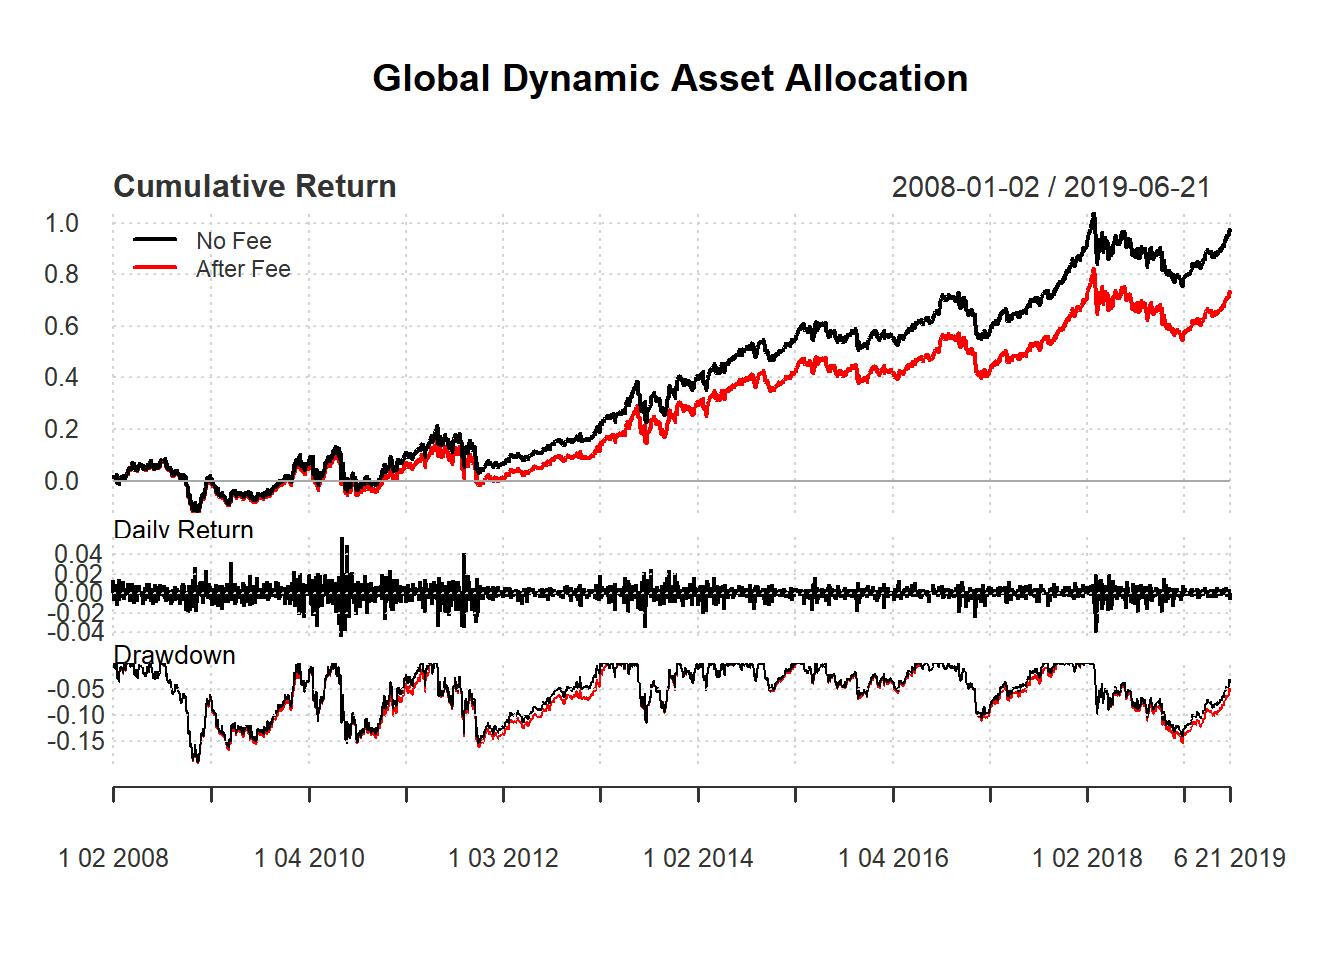 Global Dynamic Asset Allocation
Cumulative Return
2008-01-02 / 2019-06-21
1.0
0.8
0.6
0.4
0.2
0.0
No Fee
After Fee
Daily Return
0.04
0.02
0.00
-0.02
-0.04
Drawdown
-0.05
-0.10
-0.15
1 02 2008
1 04 2010
1 03 2012
1 02 2014
1 04 2016
1 02 2018
6 21 2019